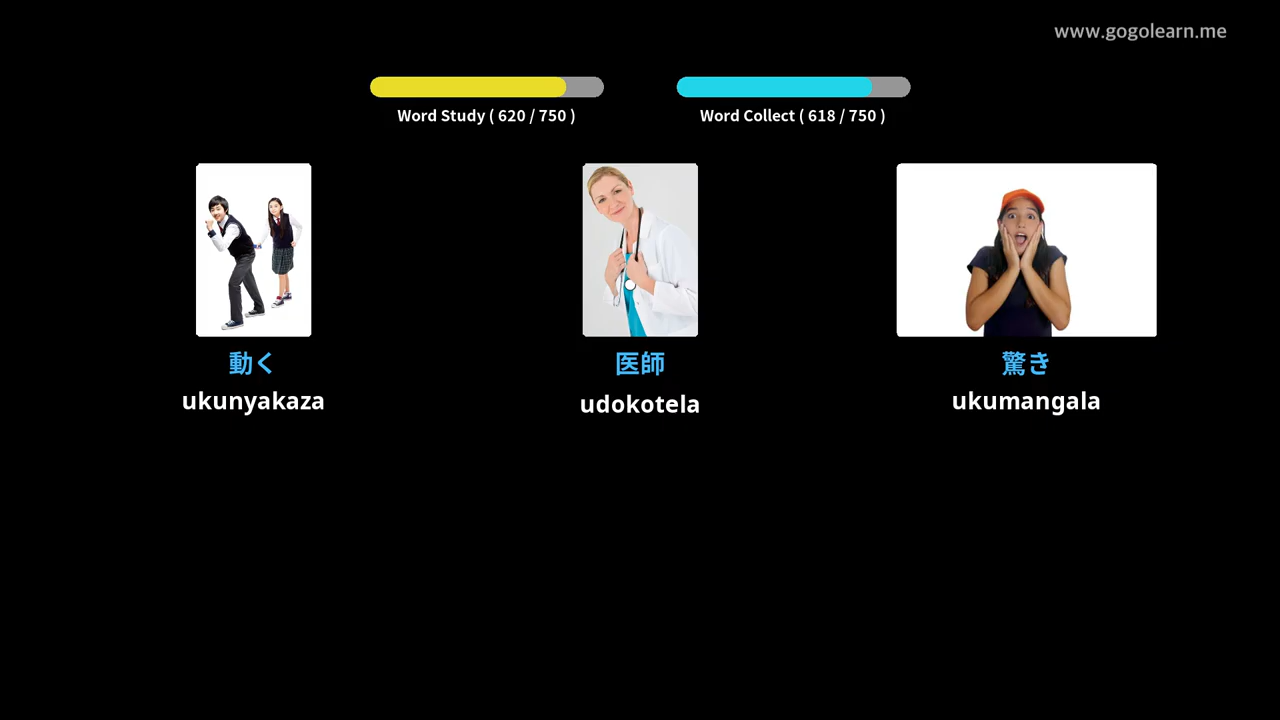 www.gogolearn.me
Word Study ( 620 / 750 )
Word Collect ( 618 / 750 )
動く
医師
驚き
ukunyakaza
udokotela
ukumangala